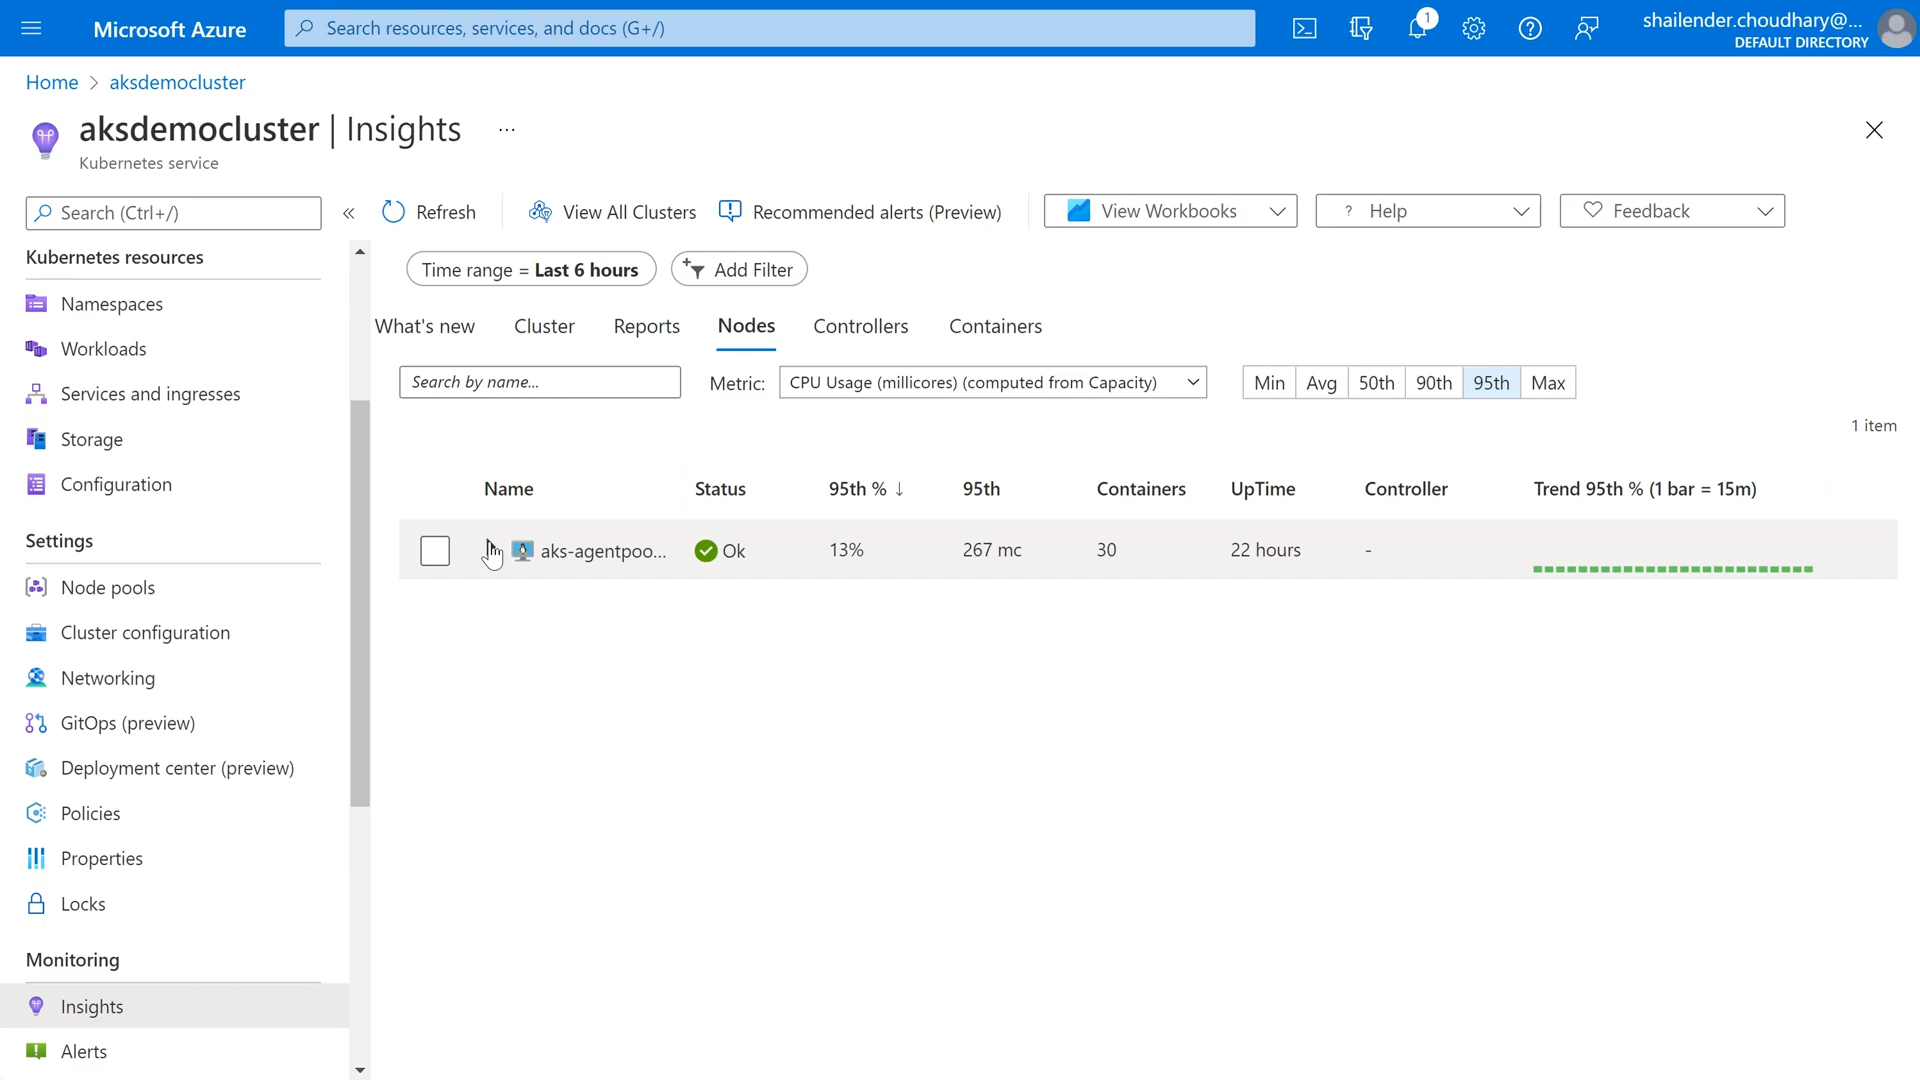 Microsoft Azure
Search resources, services, and docs (G+/)
1
shailender.choudhary@...
DEFAULT DIRECTORY
Home > aksdemocluster
aksdemocluster | Insights ...
Kubernetes service
Search (Ctrl+/)
«
Refresh
View All Clusters
Recommended alerts (Preview)
View Workbooks
? Help
Feedback
Kubernetes resources
Namespaces
Workloads
Services and ingresses
Storage
Configuration
Settings
Node pools
Cluster configuration
Networking
GitOps (preview)
Deployment center (preview)
Policies
Properties
Locks
Monitoring
Insights
Alerts
Time range = Last 6 hours
Add Filter
What's new Cluster Reports Nodes Controllers Containers
Search by name...
Metric: CPU Usage (millicores) (computed from Capacity)
Min Avg 50th 90th 95th Max
1 item
Name Status 95th % ↓ 95th Containers UpTime Controller Trend 95th % (1 bar = 15m)
aks-agentpoo... Ok 13% 267 mc 30 22 hours -